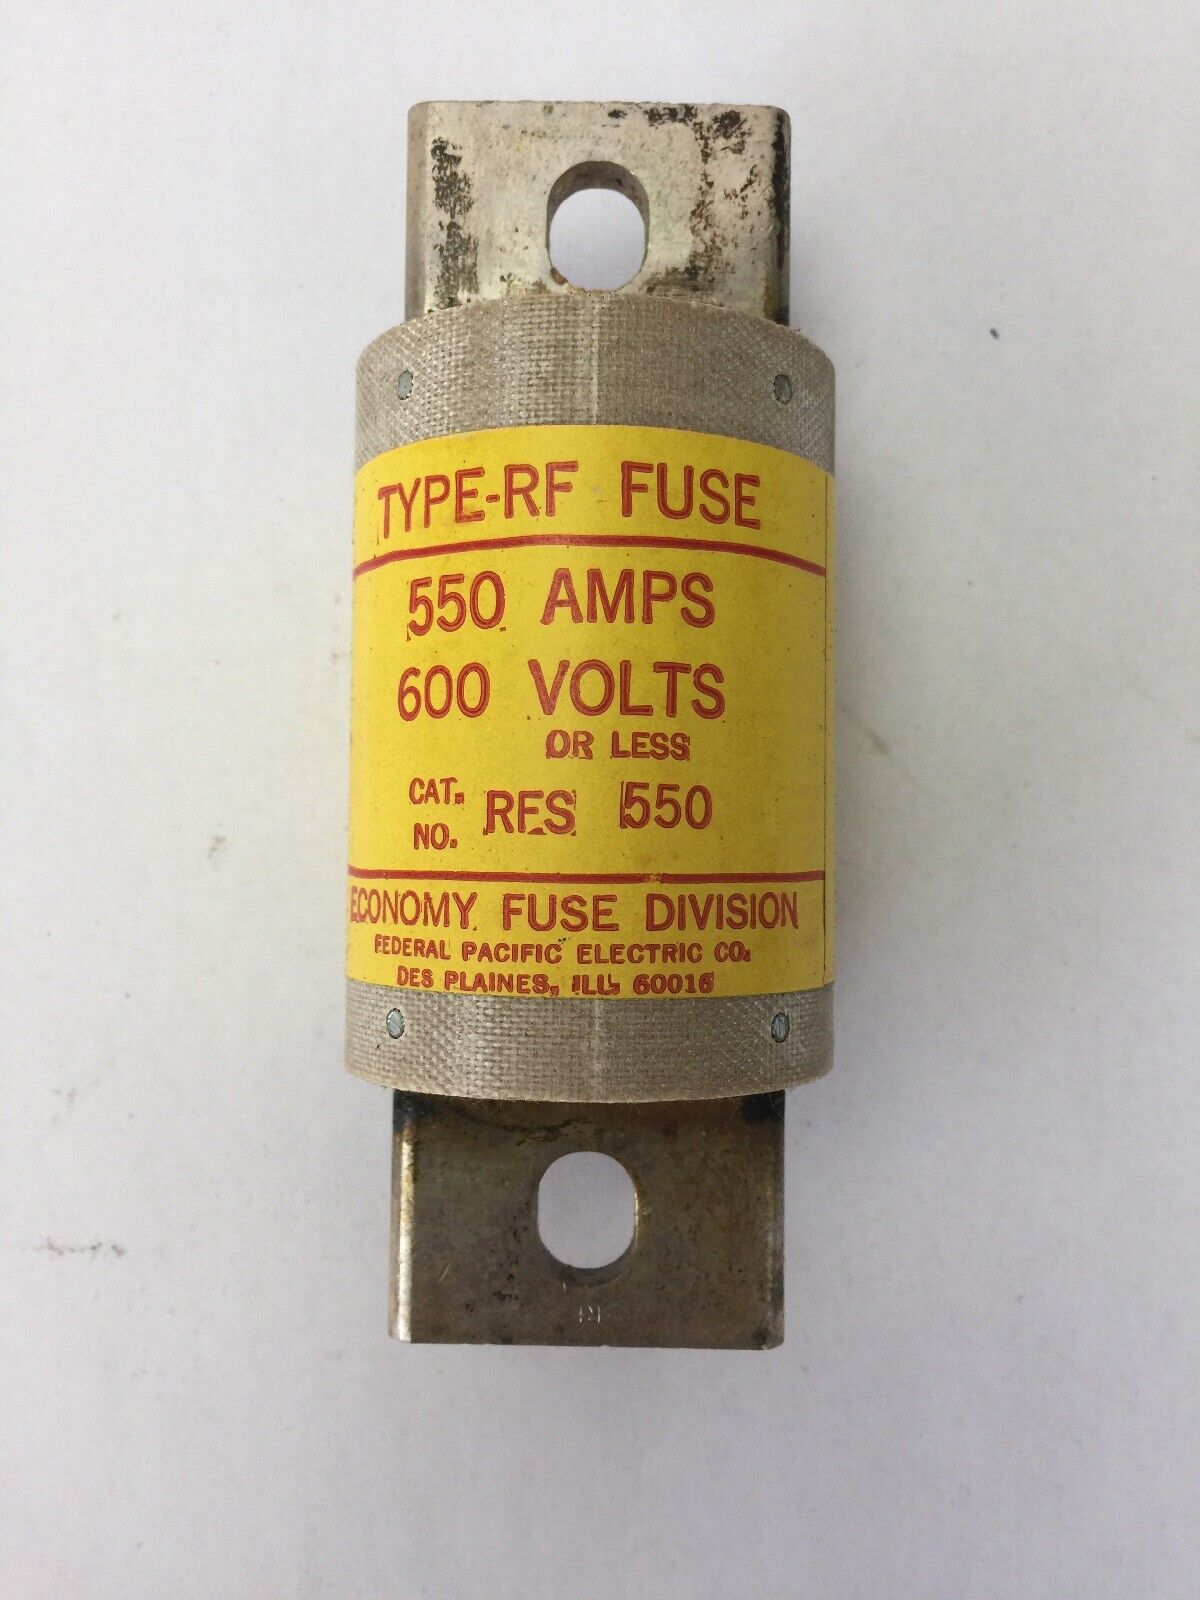 TYPE-RF FUSE
550 AMPS
600 VOLTS
OR LESS
CAT. NO. RFS 550
ECONOMY FUSE DIVISION
FEDERAL PACIFIC ELECTRIC CO.
DES PLAINES, ILL. 60016